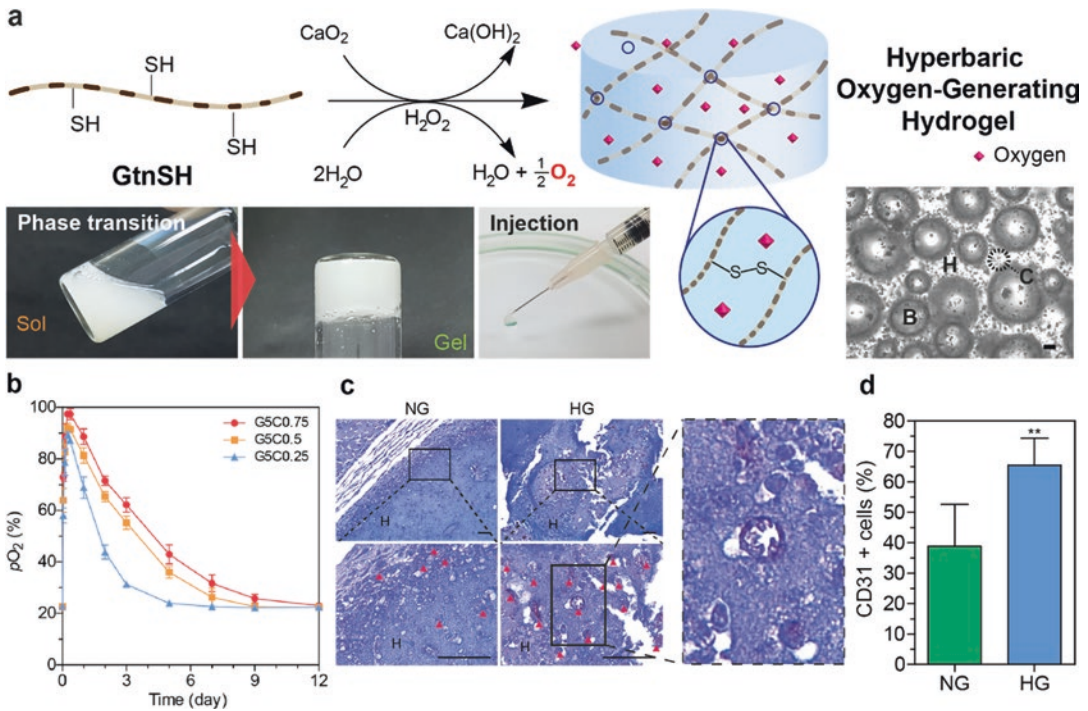 a
SH
SH
SH
GtnSH
CaO₂
Ca(OH)₂
H₂O₂
2H₂O
H₂O + ½O₂
Hyperbaric
Oxygen-Generating
Hydrogel
Oxygen
Phase transition
Sol
Gel
Injection
S-S
H
C
B
b
pO₂ (%)
100
80
60
40
20
0
G5C0.75
G5C0.5
G5C0.25
0
3
6
9
12
Time (day)
c
NG
HG
H
H
H
H
d
CD31 + cells (%)
80
70
60
50
40
30
20
10
0
**
NG
HG